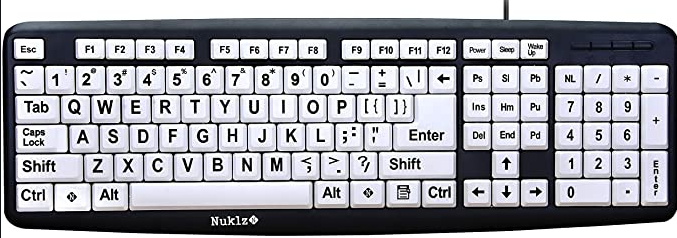 Esc F1 F2 F3 F4 F5 F6 F7 F8 F9 F10 F11 F12 Power Sleep Wake Up
~ ` 1 ! 2 @ 3 # 4 $ 5 % 6 ^ 7 & 8 * 9 ( 0 ) _ - + = \ | ← Ps Sl Pb NL / * -
Tab Q W E R T Y U I O P [ { ] } Ins Hm Pu 7 8 9 +
Caps Lock A S D F G H J K L ; : ' " Enter Del End Pd 4 5 6
Shift Z X C V B N M < , > . ? / Shift ↑ 1 2 3 Enter
Ctrl Alt Alt Ctrl ← ↓ → 0 .
Nuklz N